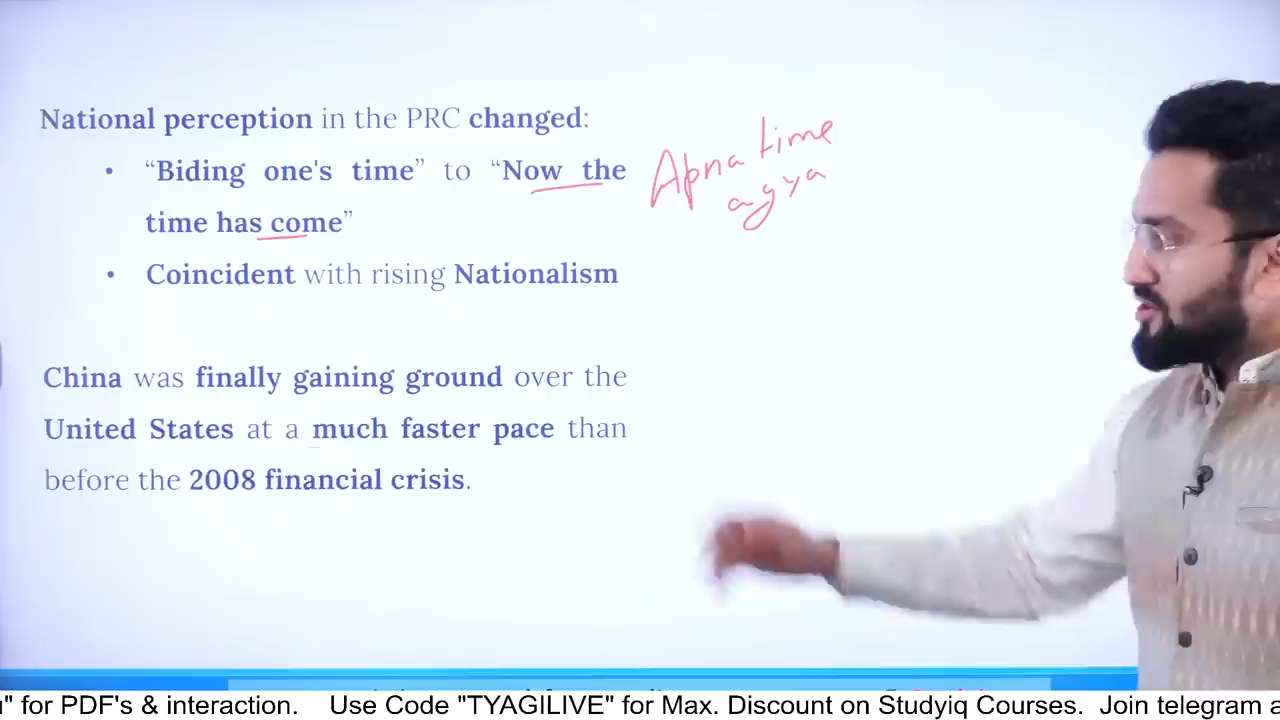 National perception in the PRC changed:
• “Biding one's time” to “Now the
time has come”
Apna time
agya
• Coincident with rising Nationalism
China was finally gaining ground over the
United States at a much faster pace than
before the 2008 financial crisis.
" for PDF's & interaction. Use Code "TYAGILIVE" for Max. Discount on Studyiq Courses. Join telegram a